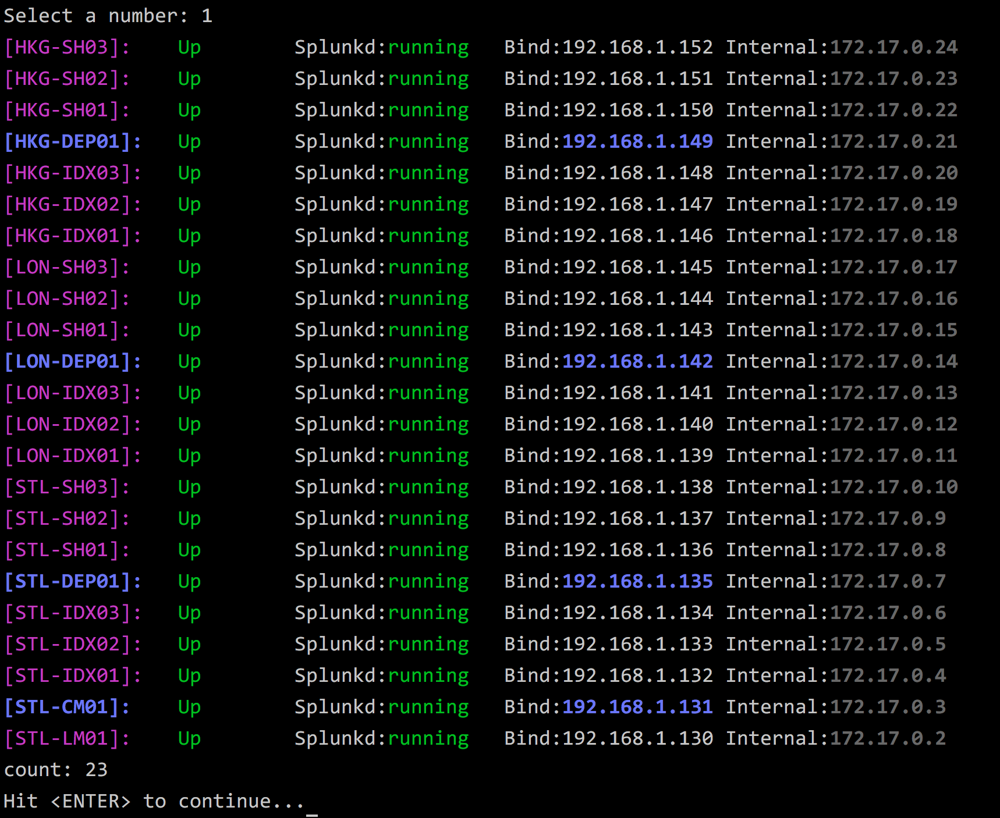 Select a number: 1
[HKG-SH03]: Up Splunkd:running Bind:192.168.1.152 Internal:172.17.0.24
[HKG-SH02]: Up Splunkd:running Bind:192.168.1.151 Internal:172.17.0.23
[HKG-SH01]: Up Splunkd:running Bind:192.168.1.150 Internal:172.17.0.22
[HKG-DEP01]: Up Splunkd:running Bind:192.168.1.149 Internal:172.17.0.21
[HKG-IDX03]: Up Splunkd:running Bind:192.168.1.148 Internal:172.17.0.20
[HKG-IDX02]: Up Splunkd:running Bind:192.168.1.147 Internal:172.17.0.19
[HKG-IDX01]: Up Splunkd:running Bind:192.168.1.146 Internal:172.17.0.18
[LON-SH03]: Up Splunkd:running Bind:192.168.1.145 Internal:172.17.0.17
[LON-SH02]: Up Splunkd:running Bind:192.168.1.144 Internal:172.17.0.16
[LON-SH01]: Up Splunkd:running Bind:192.168.1.143 Internal:172.17.0.15
[LON-DEP01]: Up Splunkd:running Bind:192.168.1.142 Internal:172.17.0.14
[LON-IDX03]: Up Splunkd:running Bind:192.168.1.141 Internal:172.17.0.13
[LON-IDX02]: Up Splunkd:running Bind:192.168.1.140 Internal:172.17.0.12
[LON-IDX01]: Up Splunkd:running Bind:192.168.1.139 Internal:172.17.0.11
[STL-SH03]: Up Splunkd:running Bind:192.168.1.138 Internal:172.17.0.10
[STL-SH02]: Up Splunkd:running Bind:192.168.1.137 Internal:172.17.0.9
[STL-SH01]: Up Splunkd:running Bind:192.168.1.136 Internal:172.17.0.8
[STL-DEP01]: Up Splunkd:running Bind:192.168.1.135 Internal:172.17.0.7
[STL-IDX03]: Up Splunkd:running Bind:192.168.1.134 Internal:172.17.0.6
[STL-IDX02]: Up Splunkd:running Bind:192.168.1.133 Internal:172.17.0.5
[STL-IDX01]: Up Splunkd:running Bind:192.168.1.132 Internal:172.17.0.4
[STL-CM01]: Up Splunkd:running Bind:192.168.1.131 Internal:172.17.0.3
[STL-LM01]: Up Splunkd:running Bind:192.168.1.130 Internal:172.17.0.2
count: 23
Hit <ENTER> to continue..._